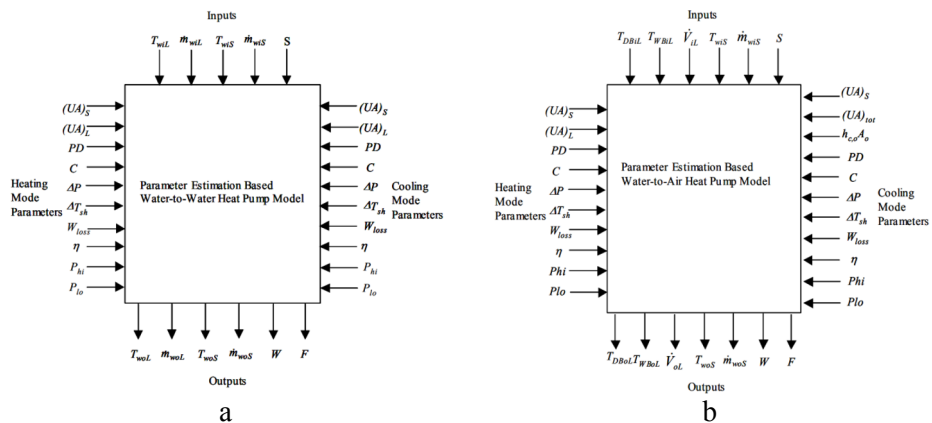 Inputs
T_wiL ṁ_wiL T_wiS ṁ_wiS S
(UA)_S
(UA)_L
PD
C
ΔP
ΔT_sh
W_loss
η
P_hi
P_lo
Heating
Mode
Parameters
Parameter Estimation Based
Water-to-Water Heat Pump Model
(UA)_S
(UA)_L
PD
C
ΔP
ΔT_sh
W_loss
η
P_hi
P_lo
Cooling
Mode
Parameters
T_woL ṁ_woL T_woS ṁ_woS W F
Outputs
a
Inputs
T_DBiL T_WBiL V̇_iL T_wiS ṁ_wiS S
(UA)_S
(UA)_L
PD
C
ΔP
ΔT_sh
W_loss
η
Phi
Plo
Heating
Mode
Parameters
Parameter Estimation Based
Water-to-Air Heat Pump Model
(UA)_S
(UA)_tot
h_c,o A_o
PD
C
ΔP
ΔT_sh
W_loss
η
Phi
Plo
Cooling
Mode
Parameters
T_DBoL T_WBoL V̇_oL T_woS ṁ_woS W F
Outputs
b